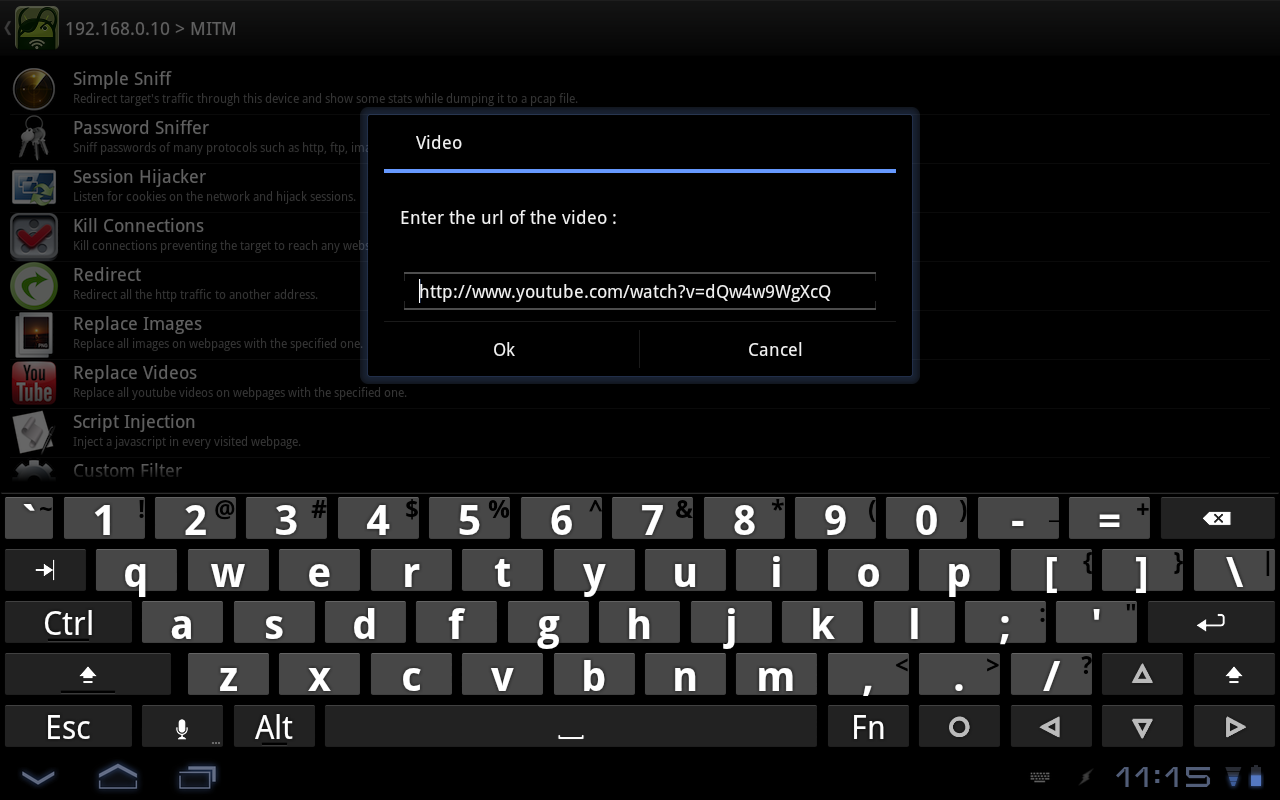 192.168.0.10 > MITM
Simple Sniff
Redirect target's traffic through this device and show some stats while dumping it to a pcap file.
Password Sniffer
Sniff passwords of many protocols such as http, ftp, ima
Session Hijacker
Listen for cookies on the network and hijack sessions.
Kill Connections
Kill connections preventing the target to reach any webs
Redirect
Redirect all the http traffic to another address.
Replace Images
Replace all images on webpages with the specified one.
You
Tube
Replace Videos
Replace all youtube videos on webpages with the specified one.
Script Injection
Inject a javascript in every visited webpage.
Custom Filter
Video
Enter the url of the video :
http://www.youtube.com/watch?v=dQw4w9WgXcQ
Ok Cancel
` ~ 1 ! 2 @ 3 # 4 $ 5 % 6 ^ 7 & 8 * 9 ( 0 ) - _ = +
q w e r t y u i o p [ { ] } \ |
Ctrl a s d f g h j k l ; : ' "
z x c v b n m , < . > / ?
Esc ... Alt Fn
11:15